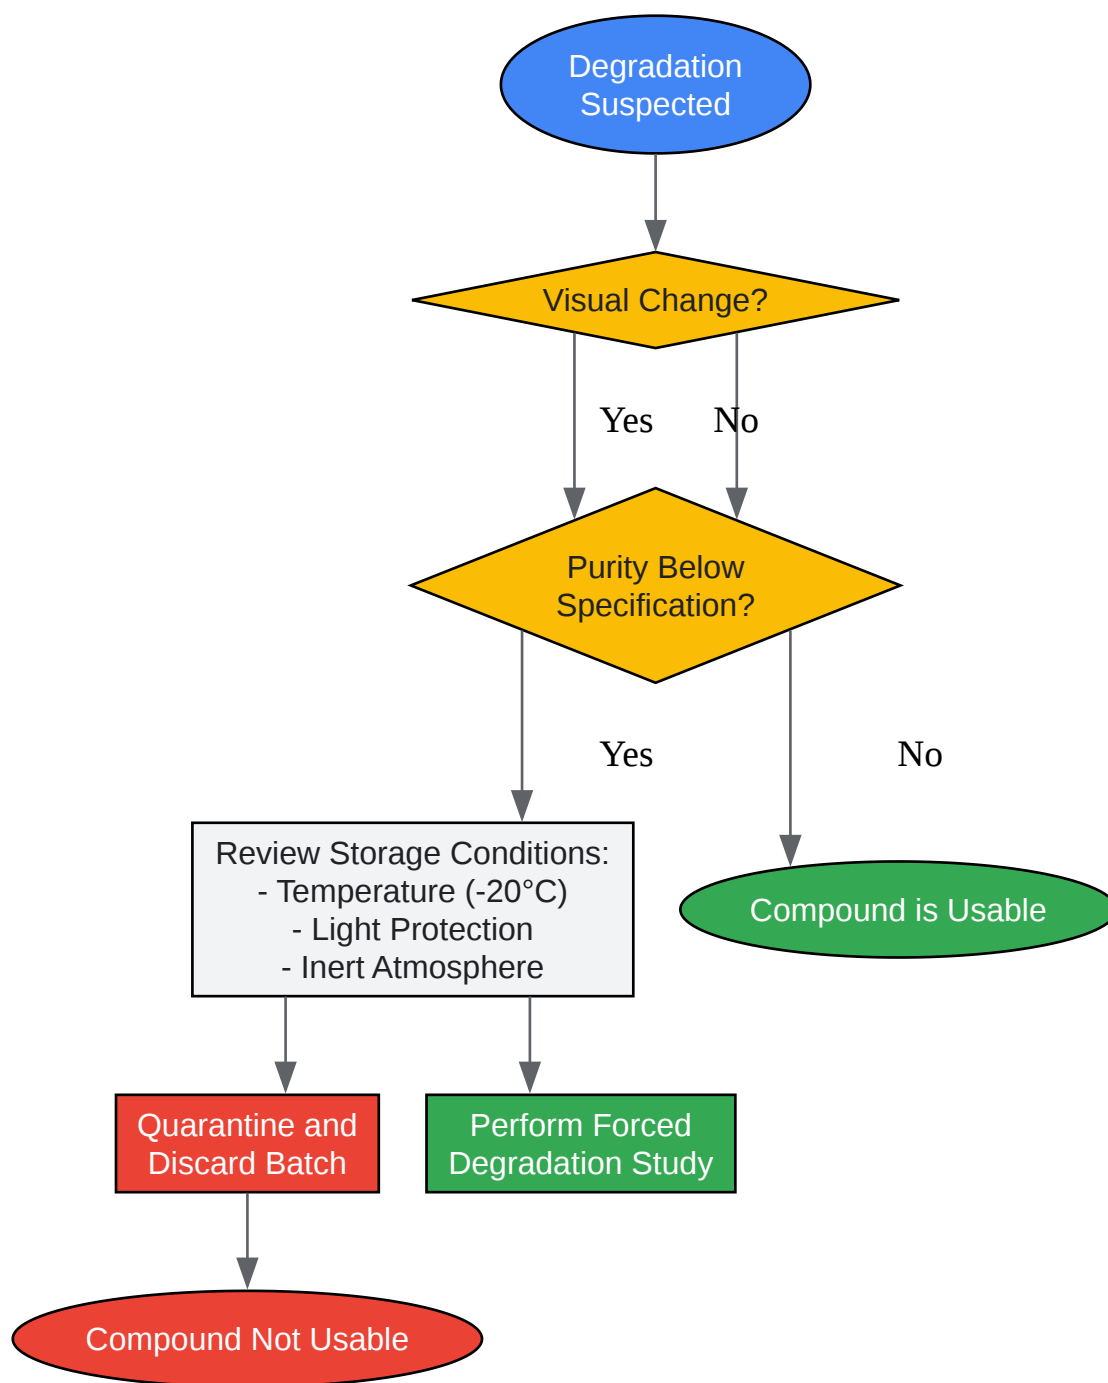 Degradation
Suspected
Visual Change?
Yes
No
Purity Below
Specification?
Yes
No
Review Storage Conditions:
- Temperature (-20°C)
- Light Protection
- Inert Atmosphere
Compound is Usable
Quarantine and
Discard Batch
Perform Forced
Degradation Study
Compound Not Usable